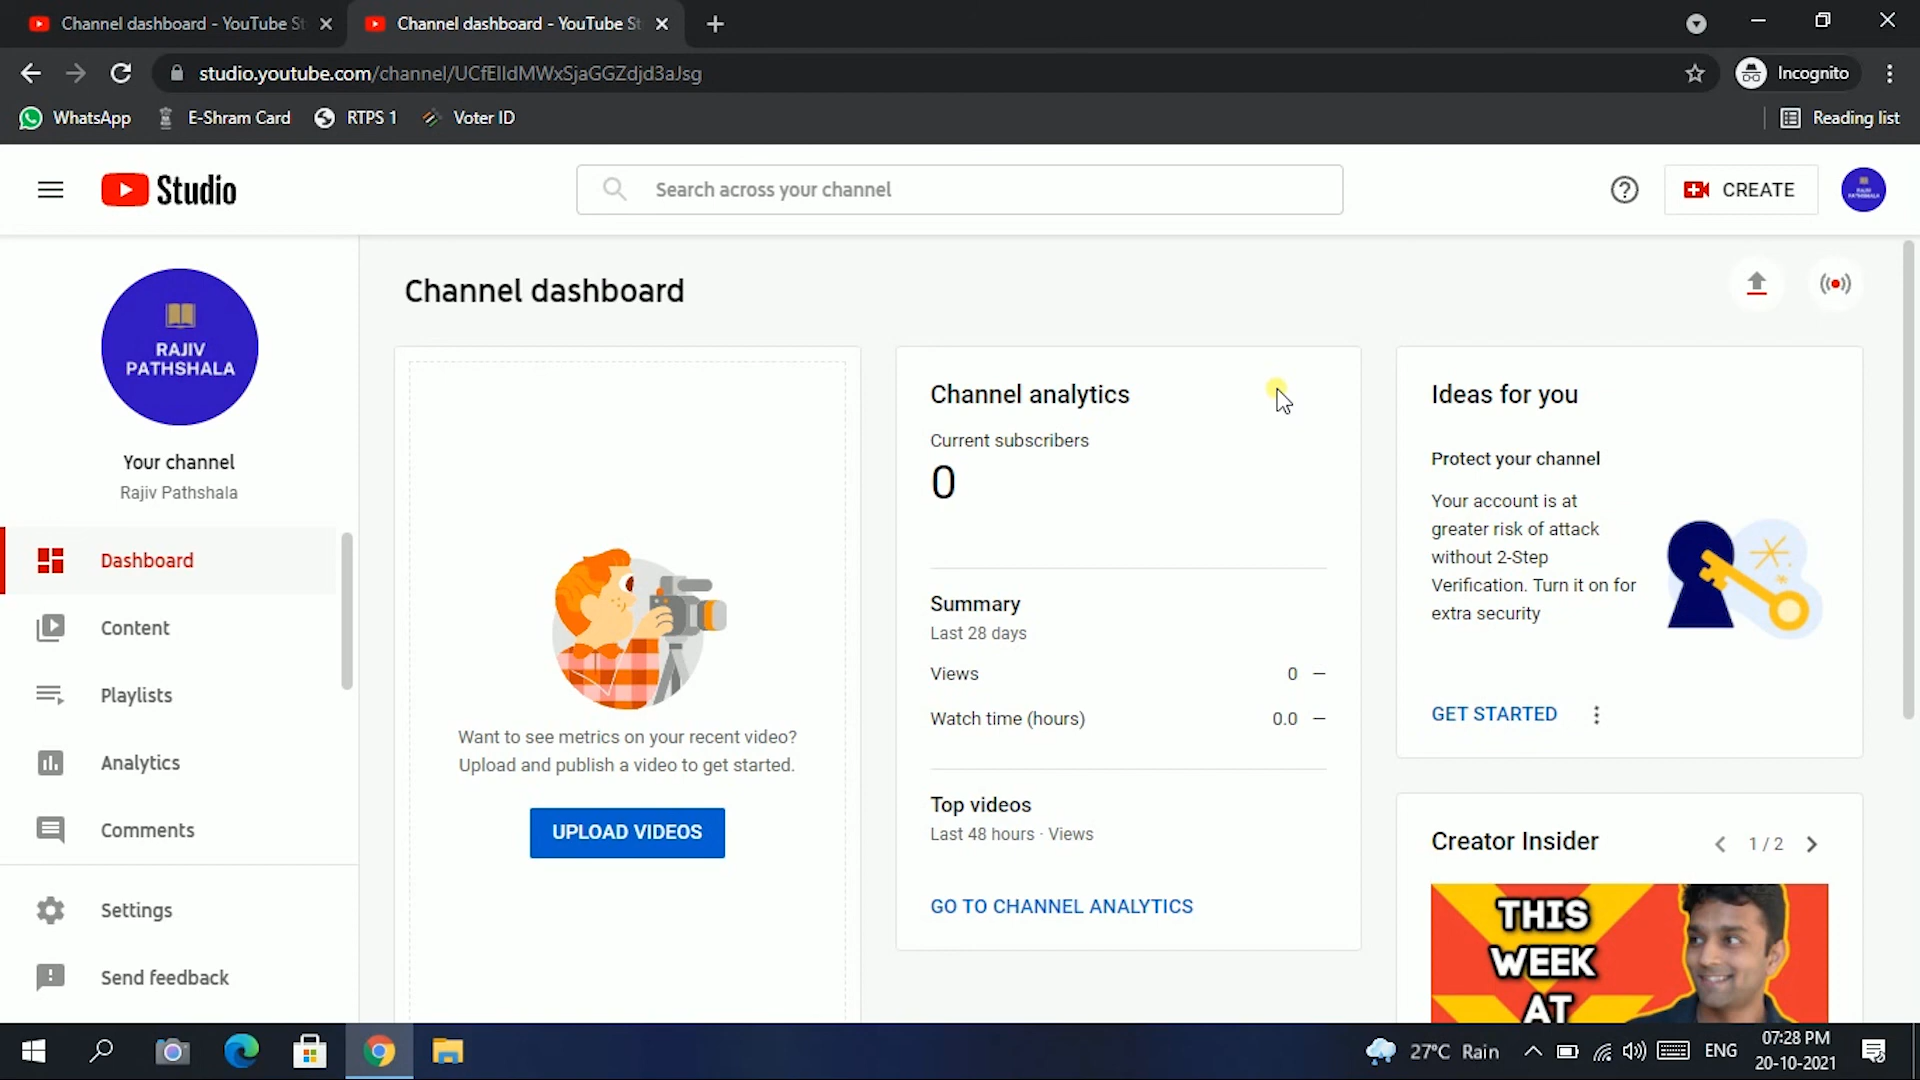 Channel dashboard - YouTube St
Channel dashboard - YouTube St
studio.youtube.com/channel/UCfEIldMWxSjaGGZdjd3aJsg
Incognito
WhatsApp
E-Shram Card
RTPS 1
Voter ID
Reading list
Studio
Search across your channel
CREATE
RAJIV
PATHSHALA
Your channel
Rajiv Pathshala
Dashboard
Content
Playlists
Analytics
Comments
Settings
Send feedback
Channel dashboard
Want to see metrics on your recent video?
Upload and publish a video to get started.
UPLOAD VIDEOS
Channel analytics
Current subscribers
0
Summary
Last 28 days
Views 0 —
Watch time (hours) 0.0 —
Top videos
Last 48 hours · Views
GO TO CHANNEL ANALYTICS
Ideas for you
Protect your channel
Your account is at
greater risk of attack
without 2-Step
Verification. Turn it on for
extra security
GET STARTED
Creator Insider
1 / 2
THIS
WEEK
AT
27°C Rain
ENG
07:28 PM
20-10-2021